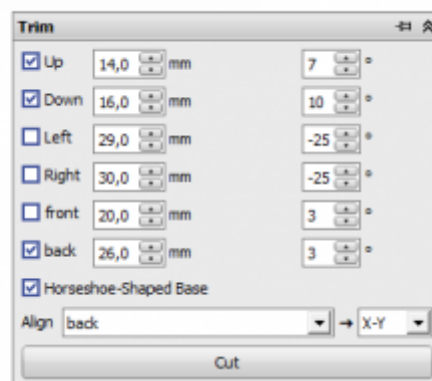 Trim
Up 14,0 mm 7 °
Down 16,0 mm 10 °
Left 29,0 mm -25 °
Right 30,0 mm -25 °
front 20,0 mm 3 °
back 26,0 mm 3 °
Horseshoe-Shaped Base
Align back → X-Y
Cut